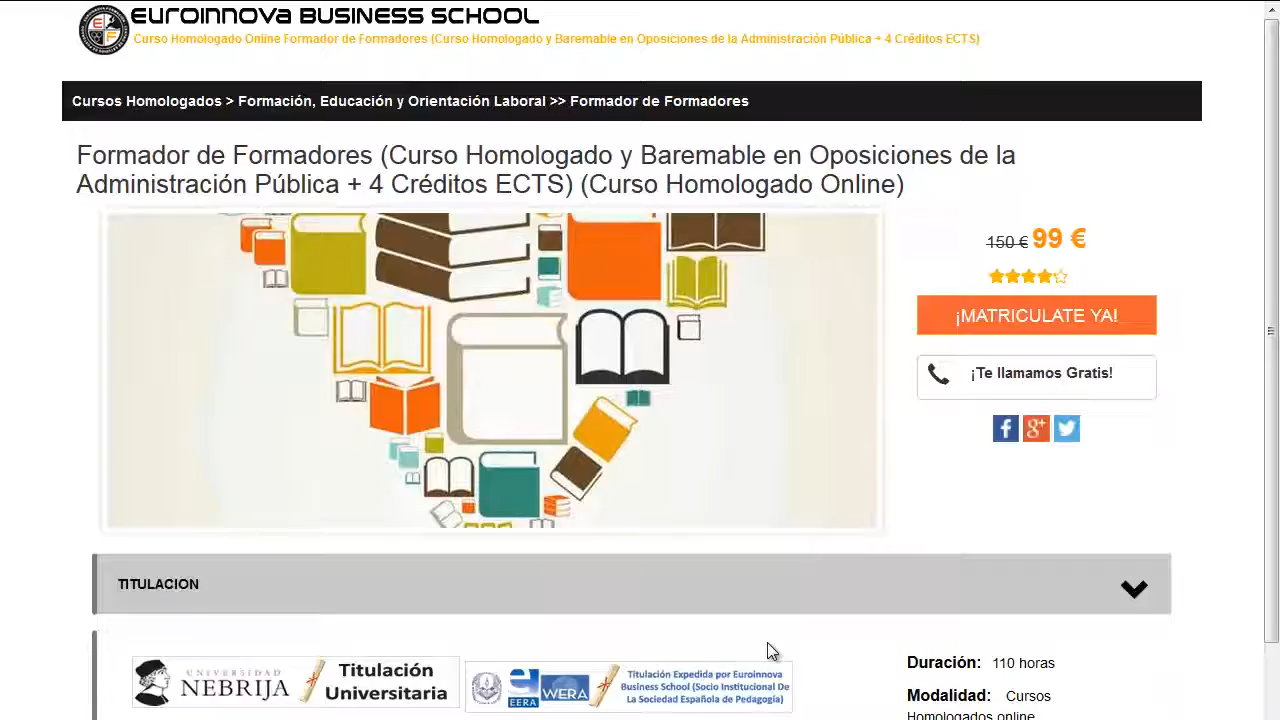 EUROINNOVA BUSINESS SCHOOL
Curso Homologado Online Formador de Formadores (Curso Homologado y Baremable en Oposiciones de la Administración Pública + 4 Créditos ECTS)
Cursos Homologados > Formación, Educación y Orientación Laboral >> Formador de Formadores
Formador de Formadores (Curso Homologado y Baremable en Oposiciones de la
Administración Pública + 4 Créditos ECTS) (Curso Homologado Online)
150 € 99 €
¡MATRICULATE YA!
¡Te llamamos Gratis!
TITULACION
UNIVERSIDAD
NEBRIJA
Titulación
Universitaria
EERA
WERA
Titulación Expedida por Euroinnova
Business School (Socio Institucional De
La Sociedad Española de Pedagogía)
Duración: 110 horas
Modalidad: Cursos
Homologados online